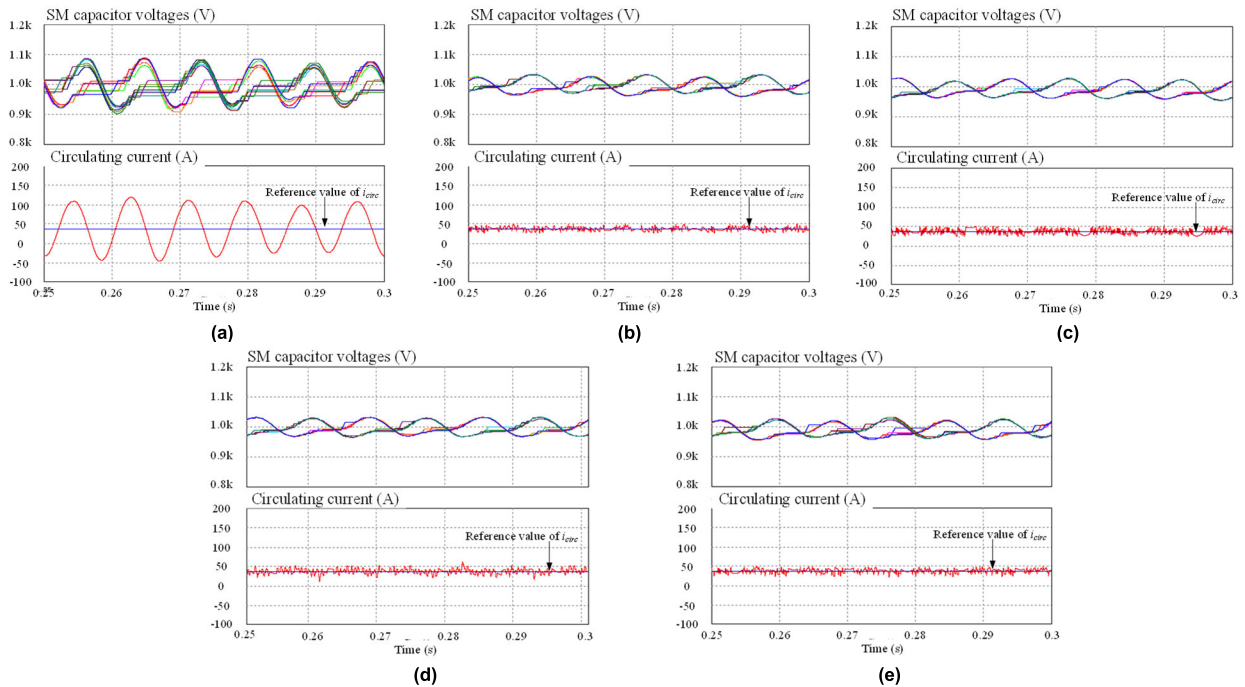 SM capacitor voltages (V)
1.2k
1.1k
1.0k
0.9k
0.8k
Circulating current (A)
200
150
100
50
0
-50
-100
Reference value of icirc
0.25 0.26 0.27 0.28 0.29 0.3
Time (s)
(a)
SM capacitor voltages (V)
1.2k
1.1k
1.0k
0.9k
0.8k
Circulating current (A)
200
150
100
50
0
-50
-100
Reference value of icirc
0.25 0.26 0.27 0.28 0.29 0.3
Time (s)
(b)
SM capacitor voltages (V)
1.2k
1.1k
1.0k
0.9k
0.8k
Circulating current (A)
200
150
100
50
0
-50
-100
Reference value of icirc
0.25 0.26 0.27 0.28 0.29 0.3
Time (s)
(c)
SM capacitor voltages (V)
1.2k
1.1k
1.0k
0.9k
0.8k
Circulating current (A)
200
150
100
50
0
-50
-100
Reference value of icirc
0.25 0.26 0.27 0.28 0.29 0.3
Time (s)
(d)
SM capacitor voltages (V)
1.2k
1.1k
1.0k
0.9k
0.8k
Circulating current (A)
200
150
100
50
0
-50
-100
Reference value of icirc
0.25 0.26 0.27 0.28 0.29 0.3
Time (s)
(e)